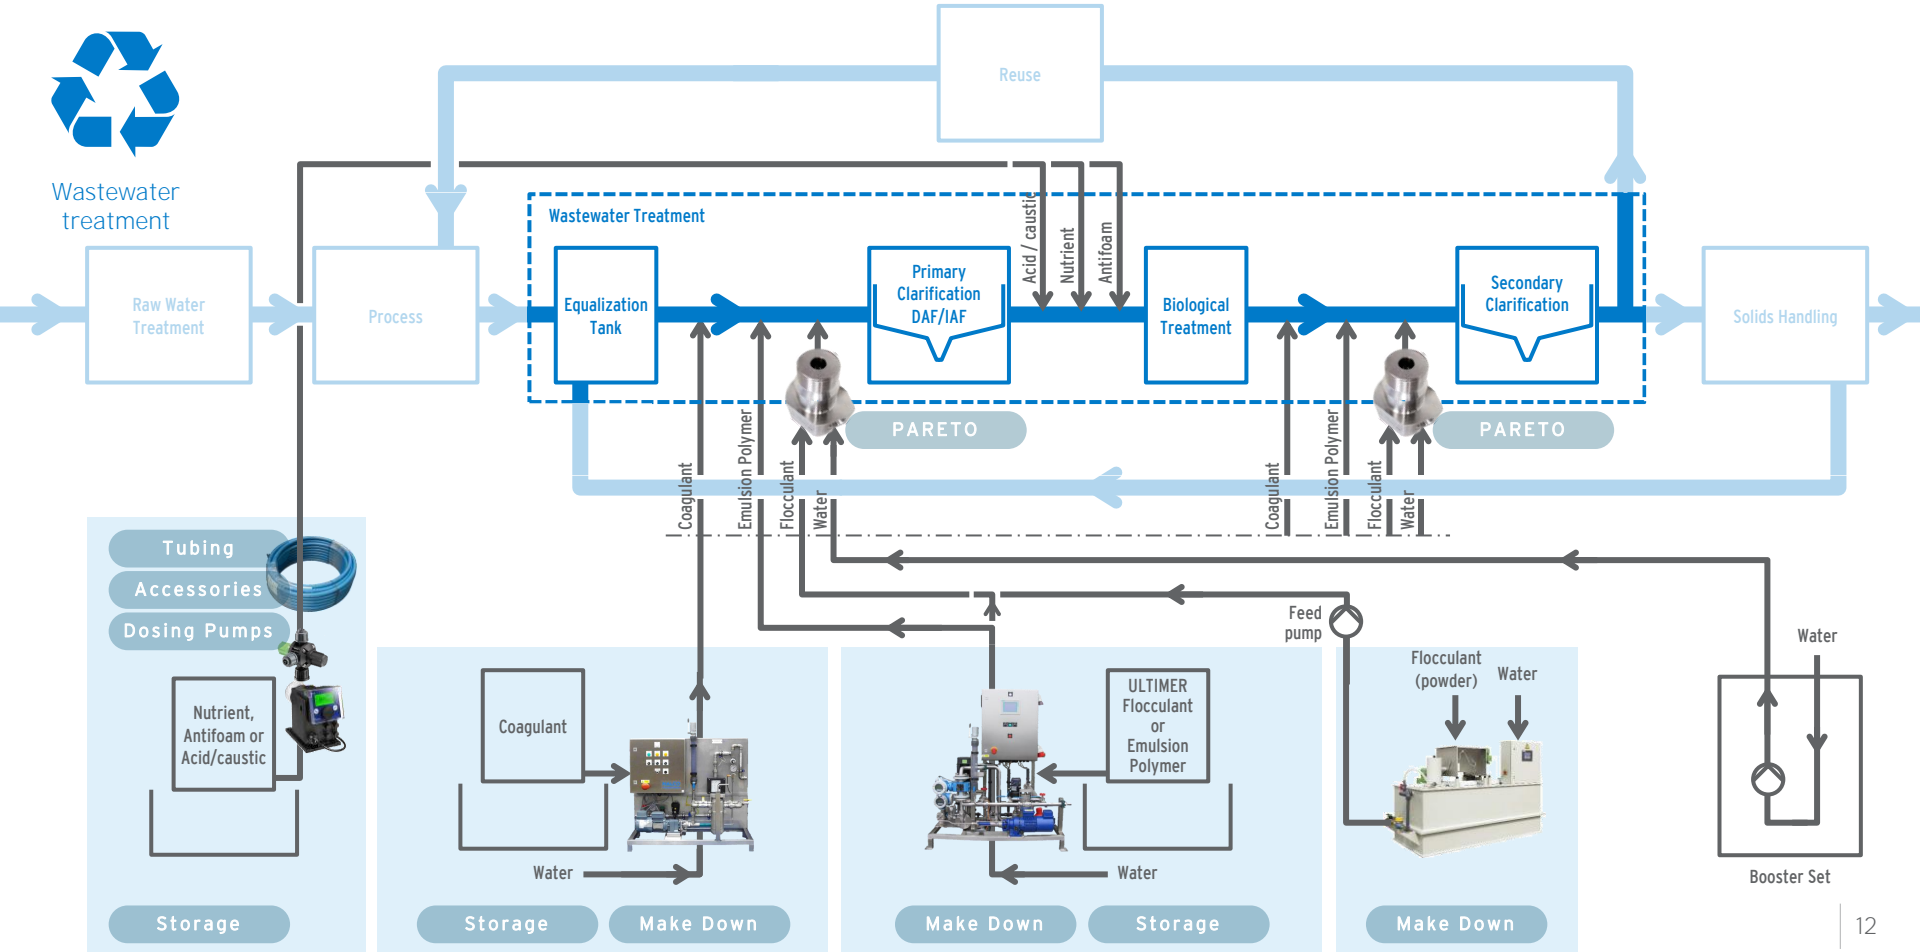 Reuse
Wastewater
treatment
Wastewater Treatment
Raw Water
Treatment
Process
Equalization
Tank
Primary
Clarification
DAF/IAF
Acid / caustic
Nutrient
Antifoam
Biological
Treatment
Secondary
Clarification
Solids Handling
PARETO
PARETO
Coagulant
Emulsion Polymer
Flocculant
Water
Coagulant
Emulsion Polymer
Flocculant
Water
Tubing
Accessories
Dosing Pumps
Nutrient,
Antifoam or
Acid/caustic
Storage
Coagulant
Water
Storage
Make Down
ULTIMER
Flocculant
or
Emulsion
Polymer
Water
Make Down
Storage
Feed
pump
Flocculant
(powder)
Water
Make Down
Water
Booster Set
12